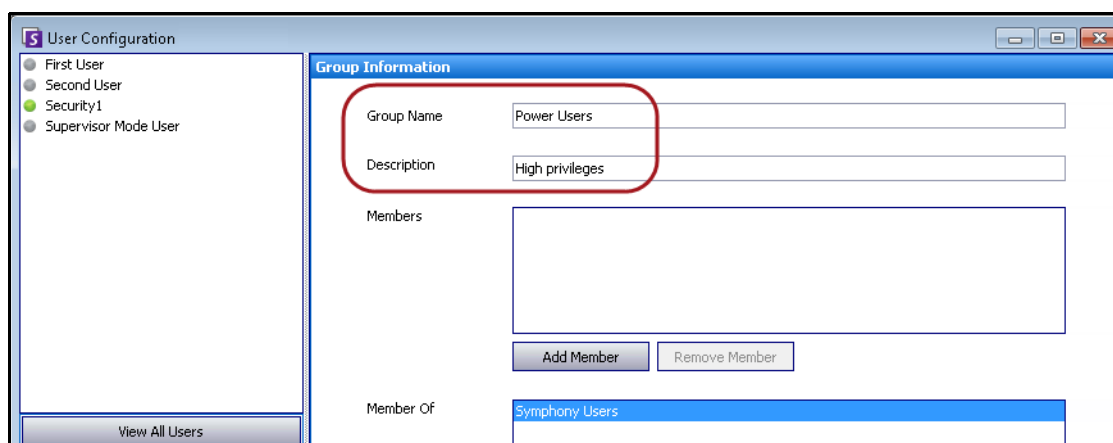 User Configuration
First User
Second User
Security1
Supervisor Mode User
View All Users
Group Information
Group Name Power Users
Description High privileges
Members
Add Member Remove Member
Member Of Symphony Users